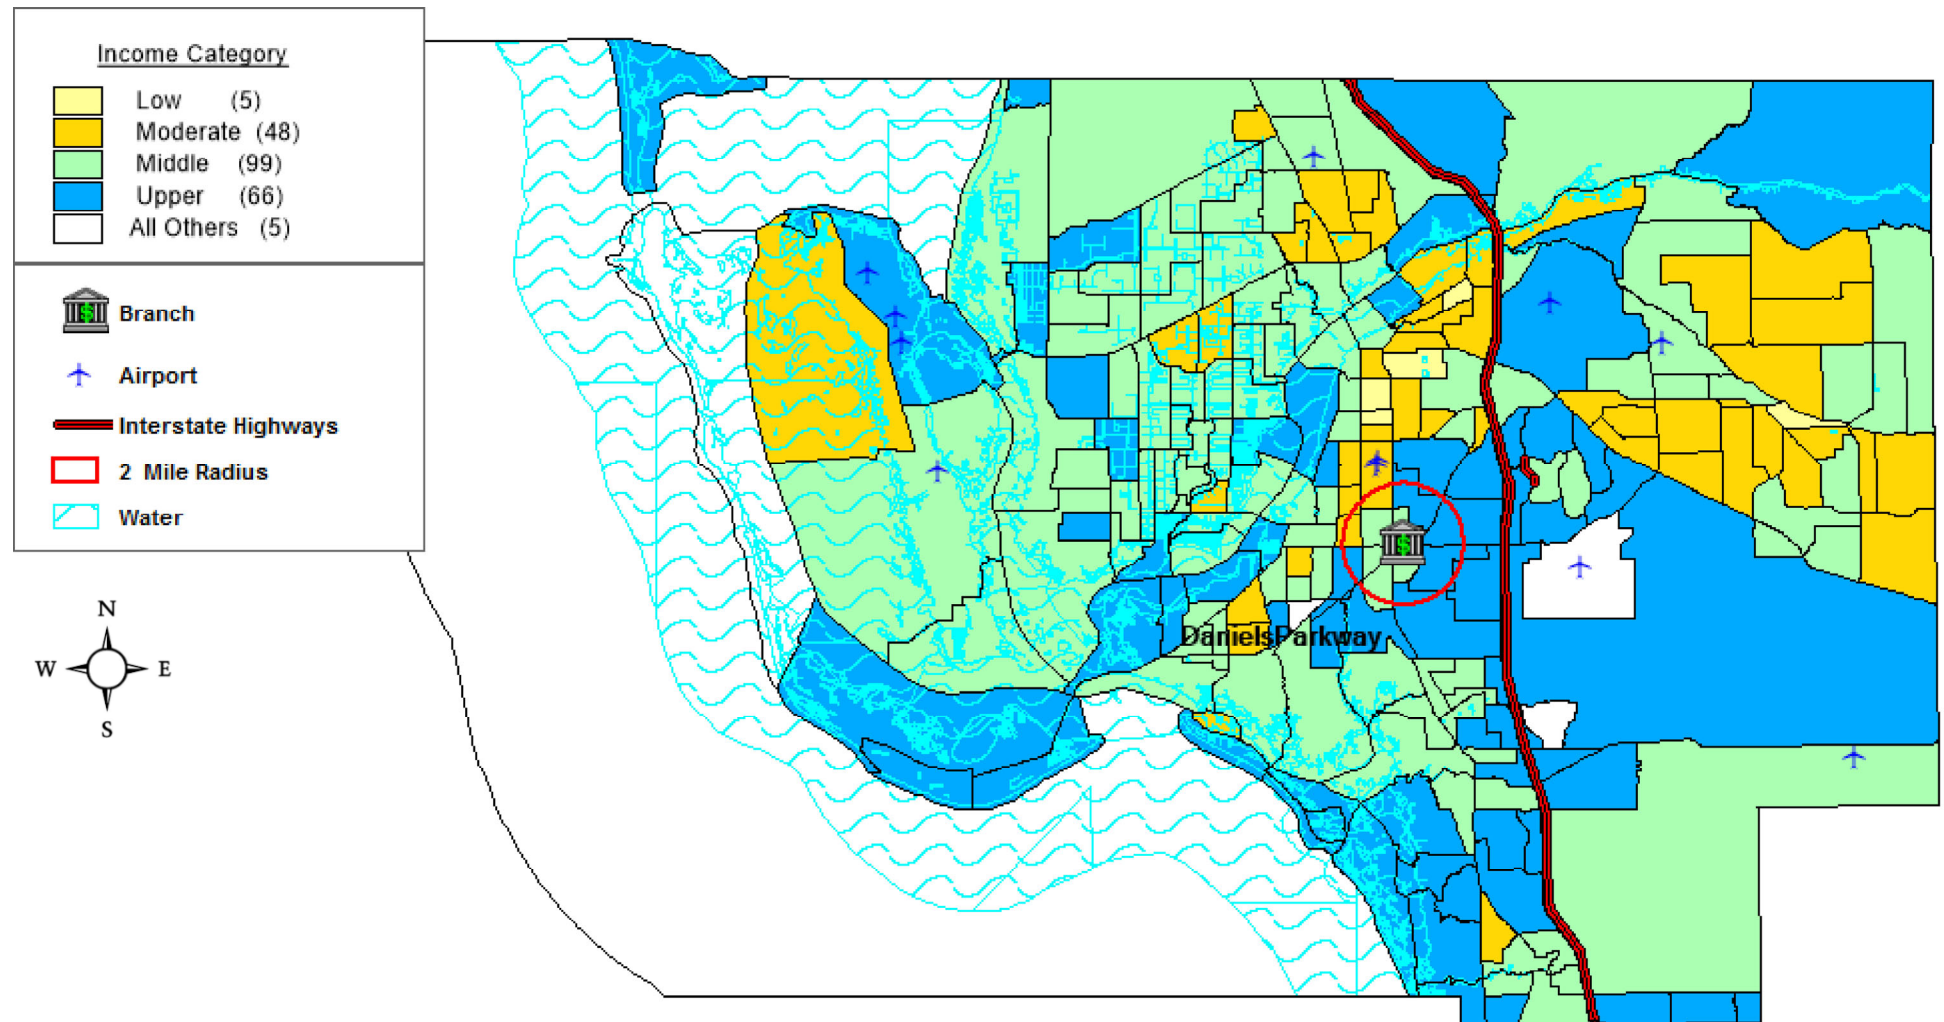 Income Category
Low (5)
Moderate (48)
Middle (99)
Upper (66)
All Others (5)
$ Branch
Airport
Interstate Highways
2 Mile Radius
Water
N
W E
S
$
DanielsParkway